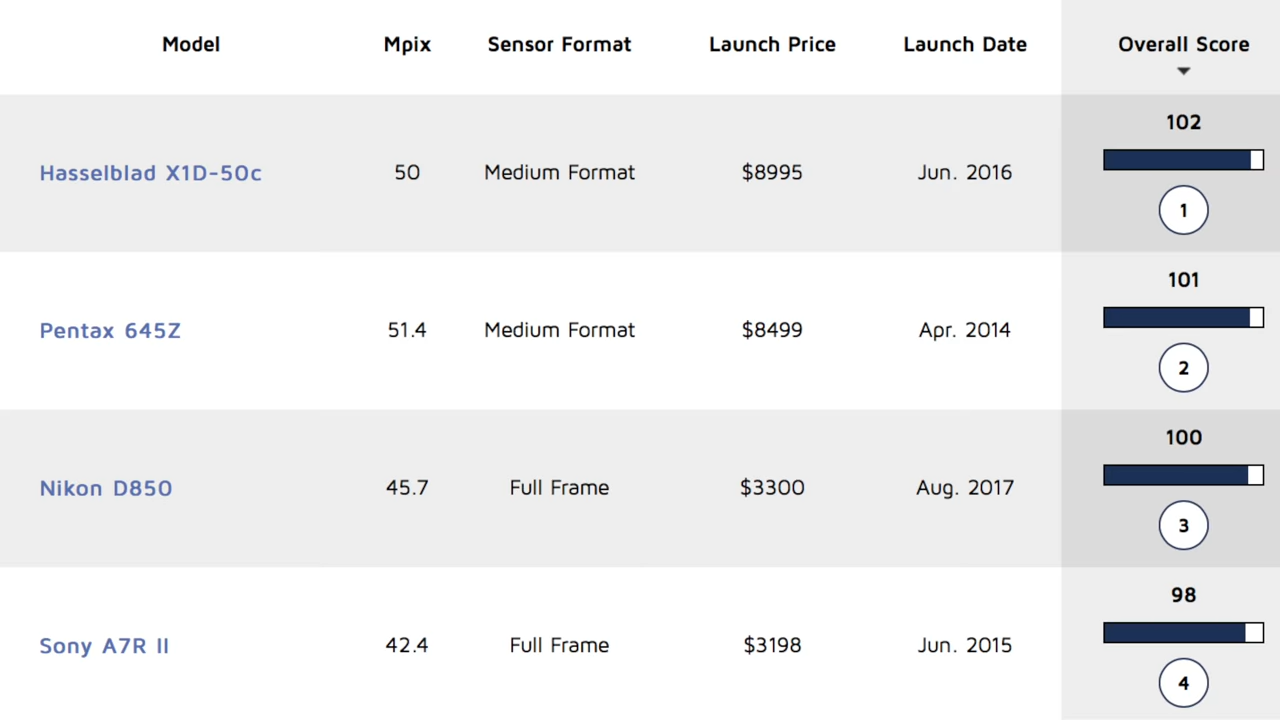 Model Mpix Sensor Format Launch Price Launch Date Overall Score
102
Hasselblad X1D-50c 50 Medium Format $8995 Jun. 2016
1
101
Pentax 645Z 51.4 Medium Format $8499 Apr. 2014
2
100
Nikon D850 45.7 Full Frame $3300 Aug. 2017
3
98
Sony A7R II 42.4 Full Frame $3198 Jun. 2015
4